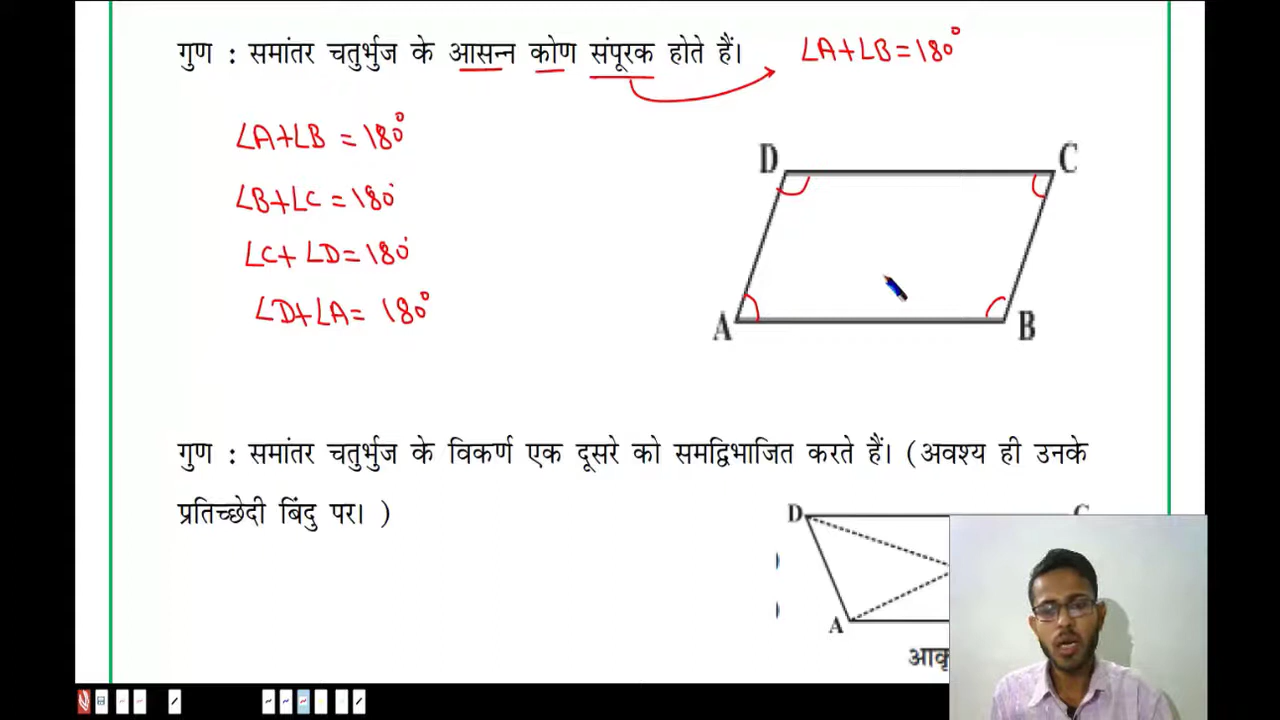 गुण : समांतर चतुर्भुज के आसन्न कोण संपूरक होते हैं।
∠A+∠B=180°
∠A+∠B = 180°
∠B+∠C = 180°
∠C+ ∠D=180°
∠D+∠A= 180°
D
C
A
B
गुण : समांतर चतुर्भुज के विकर्ण एक दूसरे को समद्विभाजित करते हैं। (अवश्य ही उनके
प्रतिच्छेदी बिंदु पर। )
D
A